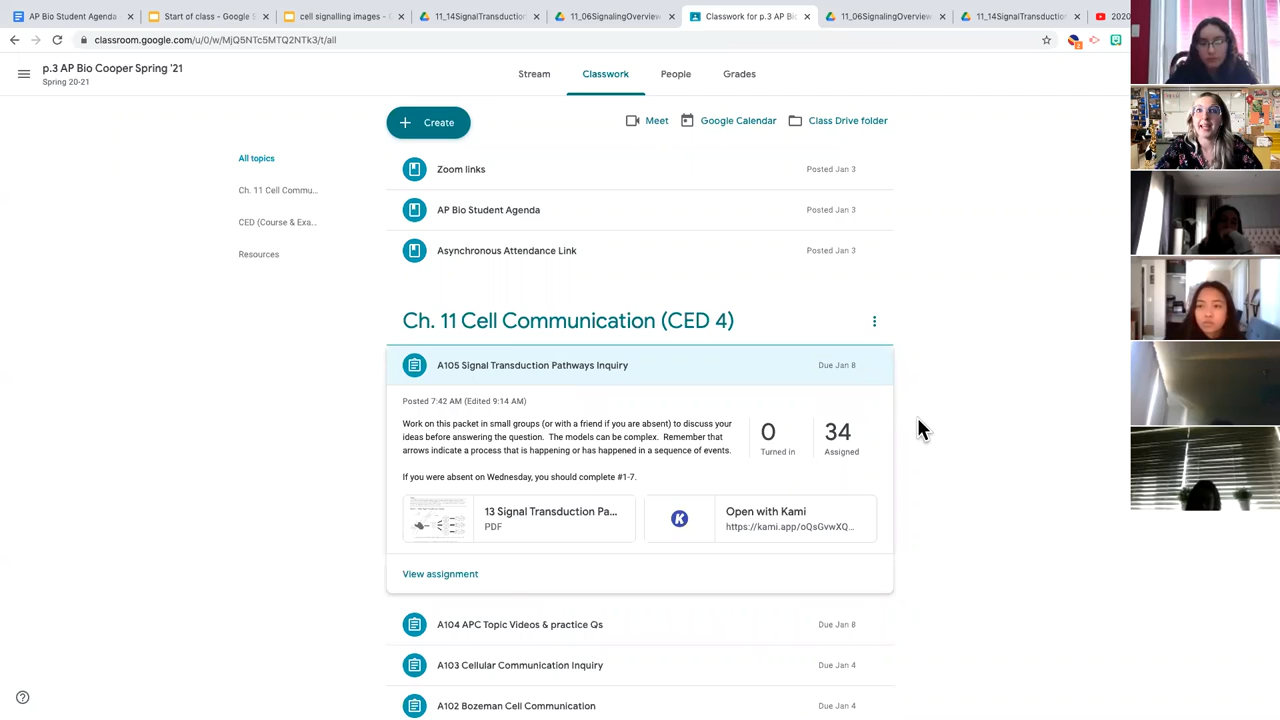 AP Bio Student Agenda
Start of class - Google S
cell signalling images - G
11_14SignalTransduction
11_06SignalingOverview
Classwork for p.3 AP Bi
11_06SignalingOverview
11_14SignalTransduction
2020
classroom.google.com/u/0/w/MjQ5NTc5MTQ2NTk3/t/all
2
p.3 AP Bio Cooper Spring '21
Spring 20-21
Stream
Classwork
People
Grades
Create
Meet
Google Calendar
Class Drive folder
All topics
Ch. 11 Cell Commu...
CED (Course & Exa..
Resources
Zoom links
Posted Jan 3
AP Bio Student Agenda
Posted Jan 3
Asynchronous Attendance Link
Posted Jan 3
Ch. 11 Cell Communication (CED 4)
A105 Signal Transduction Pathways Inquiry
Due Jan 8
Posted 7:42 AM (Edited 9:14 AM)
Work on this packet in small groups (or with a friend if you are absent) to discuss your
ideas before answering the question. The models can be complex. Remember that
arrows indicate a process that is happening or has happened in a sequence of events.
If you were absent on Wednesday, you should complete #1-7.
0
Turned in
34
Assigned
13 Signal Transduction Pa...
PDF
K
Open with Kami
https://kami.app/oQsGvwXQ...
View assignment
A104 APC Topic Videos & practice Qs
Due Jan 8
A103 Cellular Communication Inquiry
Due Jan 4
A102 Bozeman Cell Communication
Due Jan 4